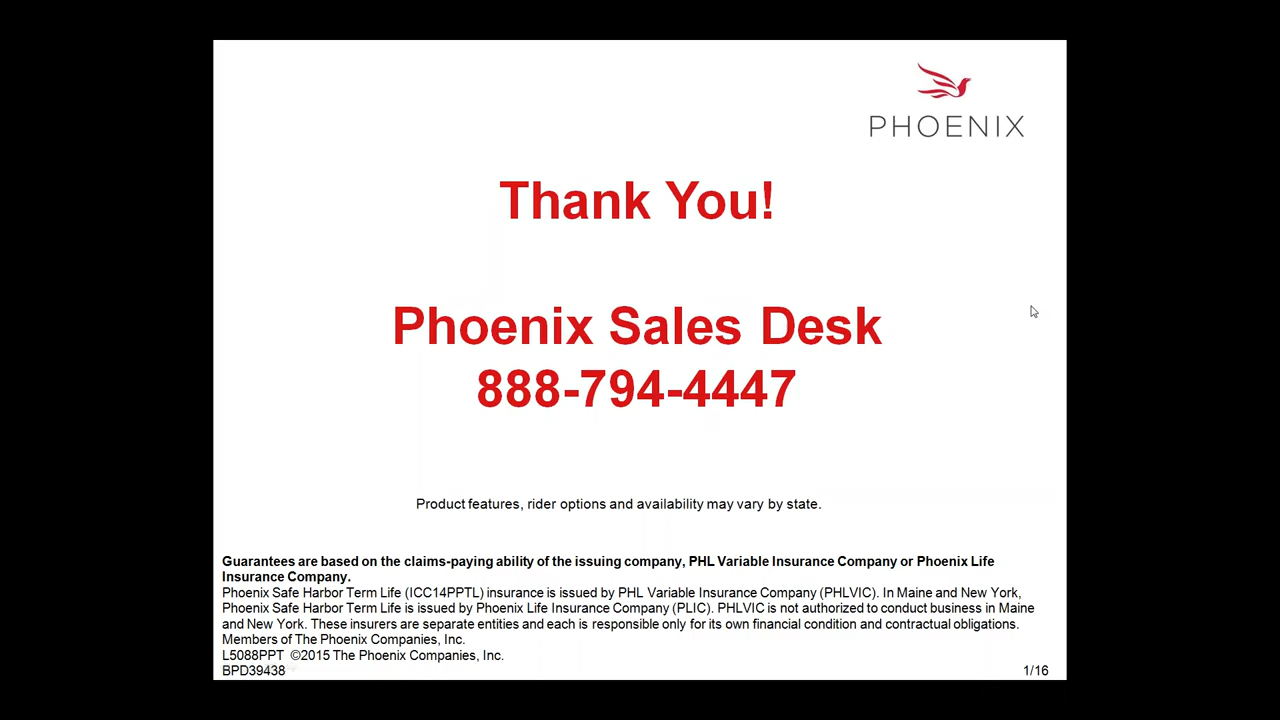 PHOENIX
Thank You!
Phoenix Sales Desk
888-794-4447
Product features, rider options and availability may vary by state.
Guarantees are based on the claims-paying ability of the issuing company, PHL Variable Insurance Company or Phoenix Life
Insurance Company.
Phoenix Safe Harbor Term Life (ICC14PPTL) insurance is issued by PHL Variable Insurance Company (PHLVIC). In Maine and New York,
Phoenix Safe Harbor Term Life is issued by Phoenix Life Insurance Company (PLIC). PHLVIC is not authorized to conduct business in Maine
and New York. These insurers are separate entities and each is responsible only for its own financial condition and contractual obligations.
Members of The Phoenix Companies, Inc.
L5088PPT ©2015 The Phoenix Companies, Inc.
BPD39438 1/16